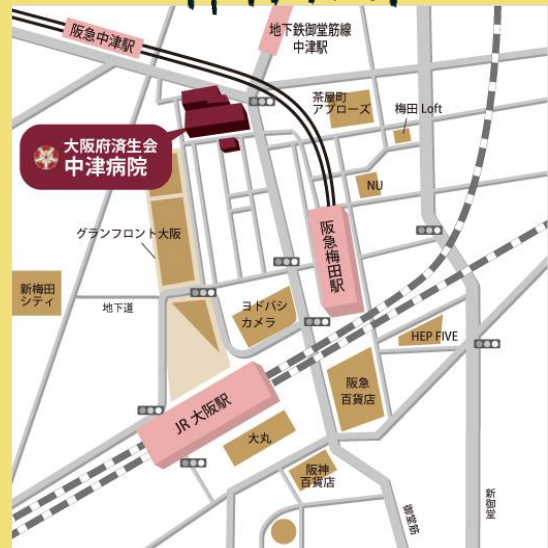 阪急中津駅
地下鉄御堂筋線
中津駅
茶屋町
アプローズ
梅田 Loft
大阪府済生会
中津病院
NU
グランフロント大阪
阪急梅田駅
新梅田
シティ
地下道
ヨドバシ
カメラ
HEP FIVE
阪急
百貨店
JR 大阪駅
大丸
阪神
百貨店
御堂筋
新御堂